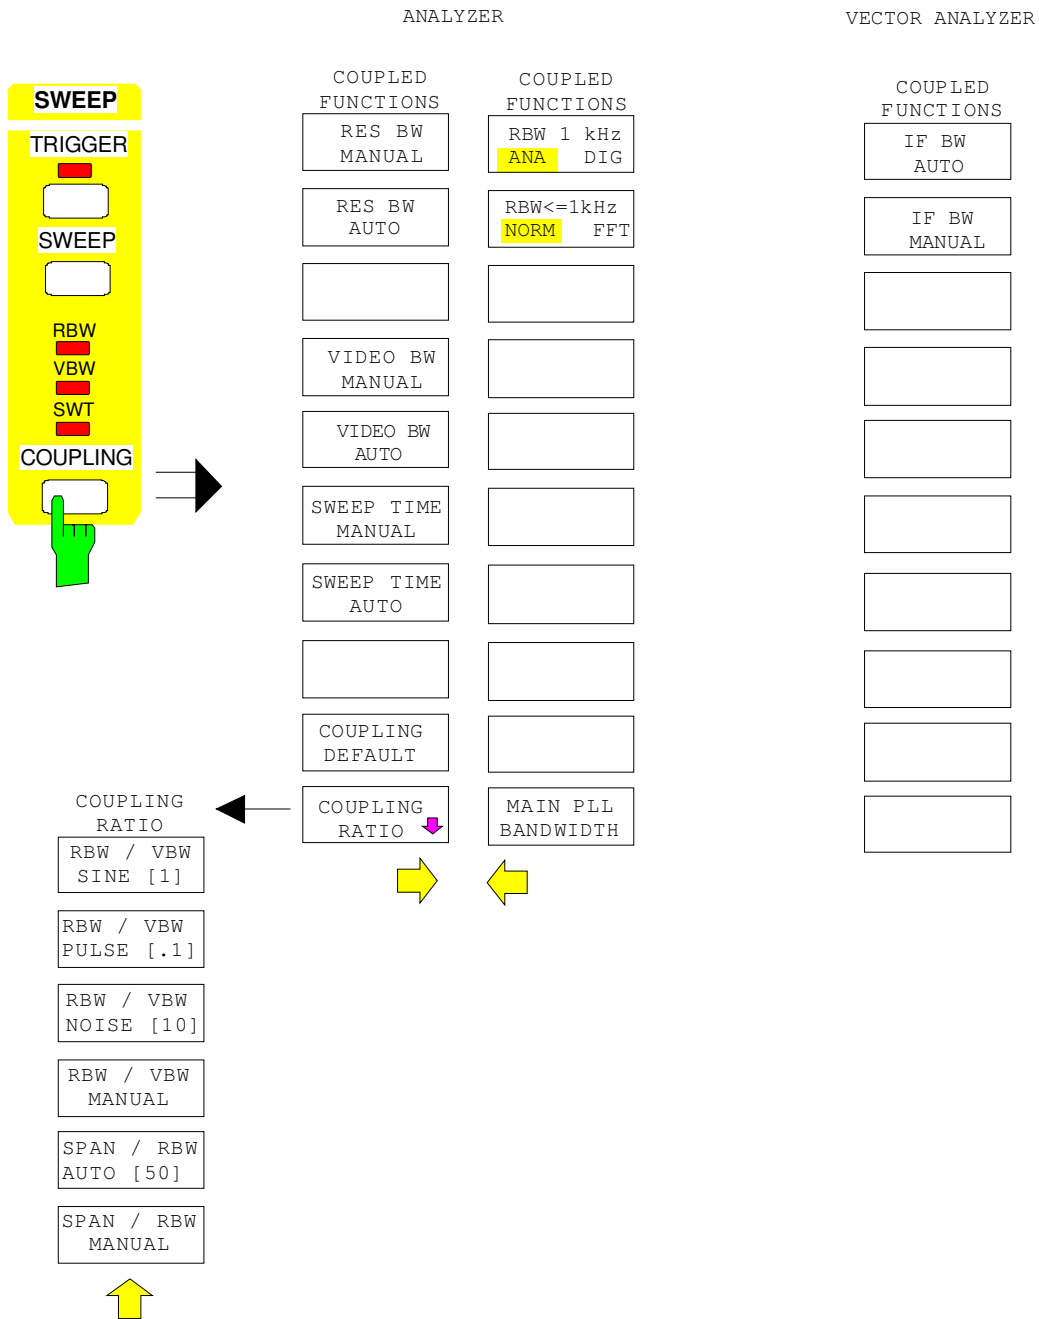 ANALYZER
VECTOR ANALYZER
SWEEP
TRIGGER
SWEEP
RBW
VBW
SWT
COUPLING
COUPLED
FUNCTIONS
RES BW
MANUAL
RES BW
AUTO
VIDEO BW
MANUAL
VIDEO BW
AUTO
SWEEP TIME
MANUAL
SWEEP TIME
AUTO
COUPLING
DEFAULT
COUPLING
RATIO
COUPLED
FUNCTIONS
RBW 1 kHz
ANA DIG
RBW<=1kHz
NORM FFT
MAIN PLL
BANDWIDTH
COUPLED
FUNCTIONS
IF BW
AUTO
IF BW
MANUAL
COUPLING
RATIO
RBW / VBW
SINE [1]
RBW / VBW
PULSE [.1]
RBW / VBW
NOISE [10]
RBW / VBW
MANUAL
SPAN / RBW
AUTO [50]
SPAN / RBW
MANUAL